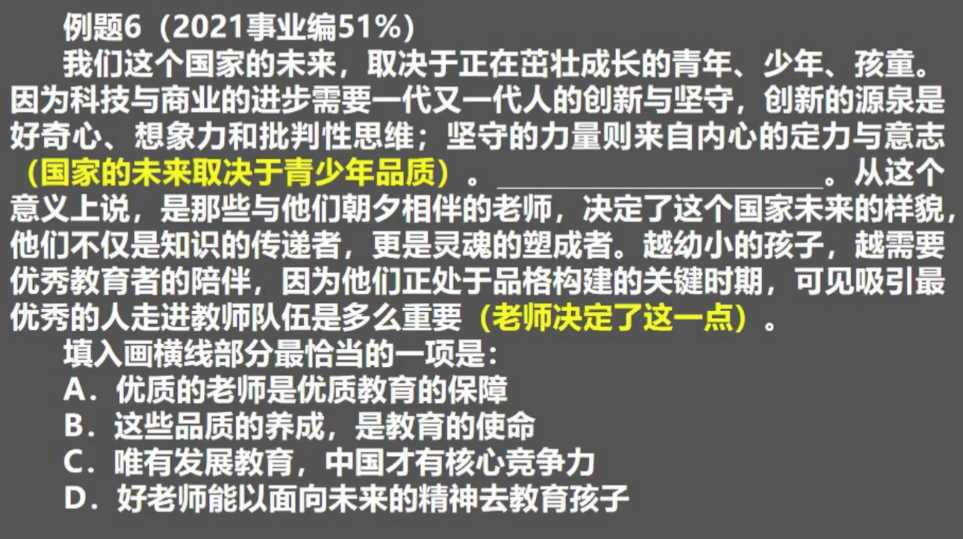 例题6（2021事业编51%）
我们这个国家的未来，取决于正在茁壮成长的青年、少年、孩童。
因为科技与商业的进步需要一代又一代人的创新与坚守，创新的源泉是
好奇心、想象力和批判性思维；坚守的力量则来自内心的定力与意志
（国家的未来取决于青少年品质）。____________________。从这个
意义上说，是那些与他们朝夕相伴的老师，决定了这个国家未来的样貌，
他们不仅是知识的传递者，更是灵魂的塑成者。越幼小的孩子，越需要
优秀教育者的陪伴，因为他们正处于品格构建的关键时期，可见吸引最
优秀的人走进教师队伍是多么重要（老师决定了这一点）。
填入画横线部分最恰当的一项是：
A．优质的老师是优质教育的保障
B．这些品质的养成，是教育的使命
C．唯有发展教育，中国才有核心竞争力
D．好老师能以面向未来的精神去教育孩子